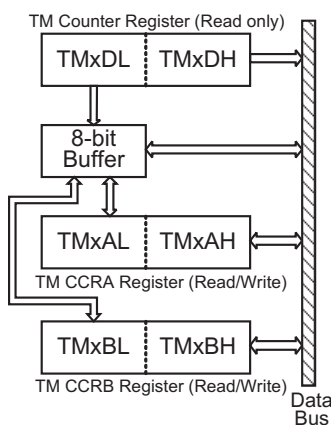 TM Counter Register (Read only)
TMxDL TMxDH
8-bit
Buffer
TMxAL TMxAH
TM CCRA Register (Read/Write)
TMxBL TMxBH
TM CCRB Register (Read/Write)
Data
Bus